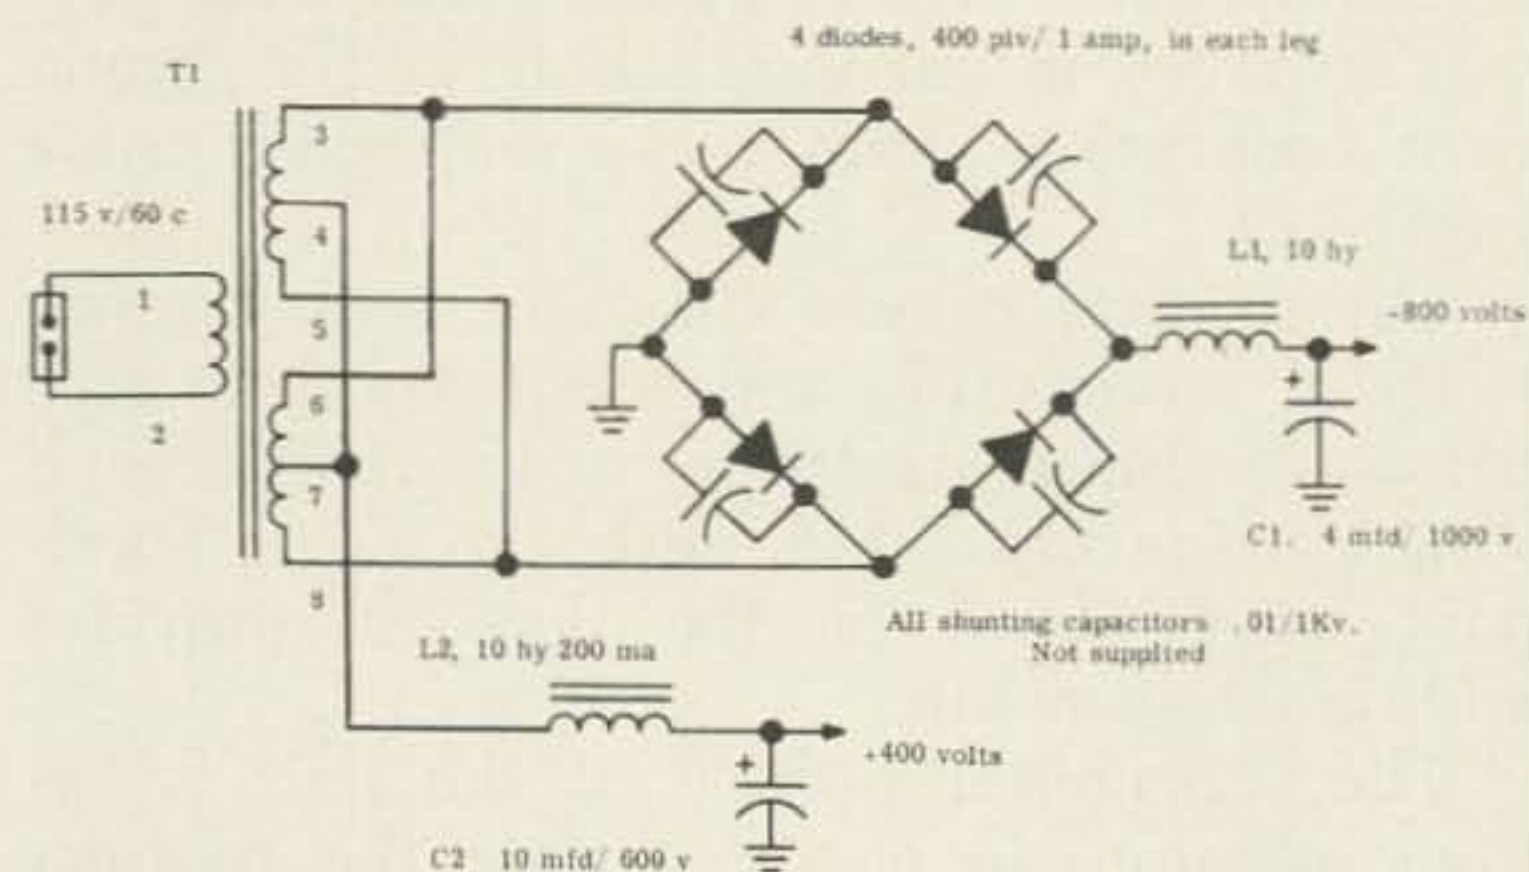 4 diodes, 400 piv/ 1 amp, in each leg
T1
3
115 v/60 c
4
L1, 10 hy
1
5
-800 volts
6
+
2
7
C1. 4 mfd/ 1000 v
8
All shunting capacitors .01/1Kv.
Not supplied
L2, 10 hy 200 ma
+400 volts
+
C2 10 mfd/ 600 v